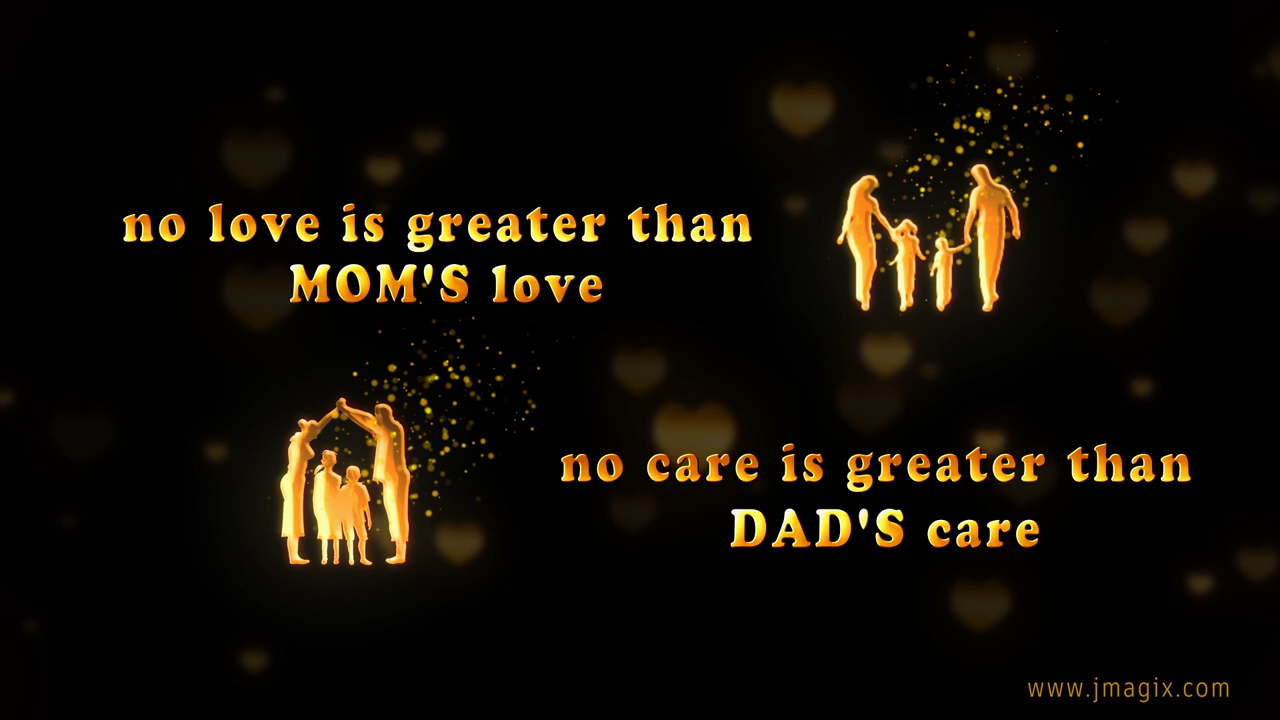 no love is greater than
MOM'S love
no care is greater than
DAD'S care
www.jmagix.com